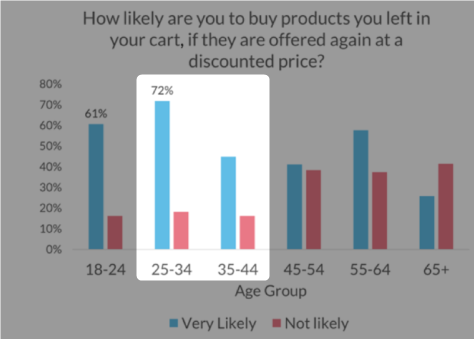 How likely are you to buy products you left in
your cart, if they are offered again at a
discounted price?
80%
70%
60%
50%
40%
30%
20%
10%
0%
61%
72%
18-24
25-34
35-44
45-54
55-64
65+
Age Group
Very Likely
Not likely